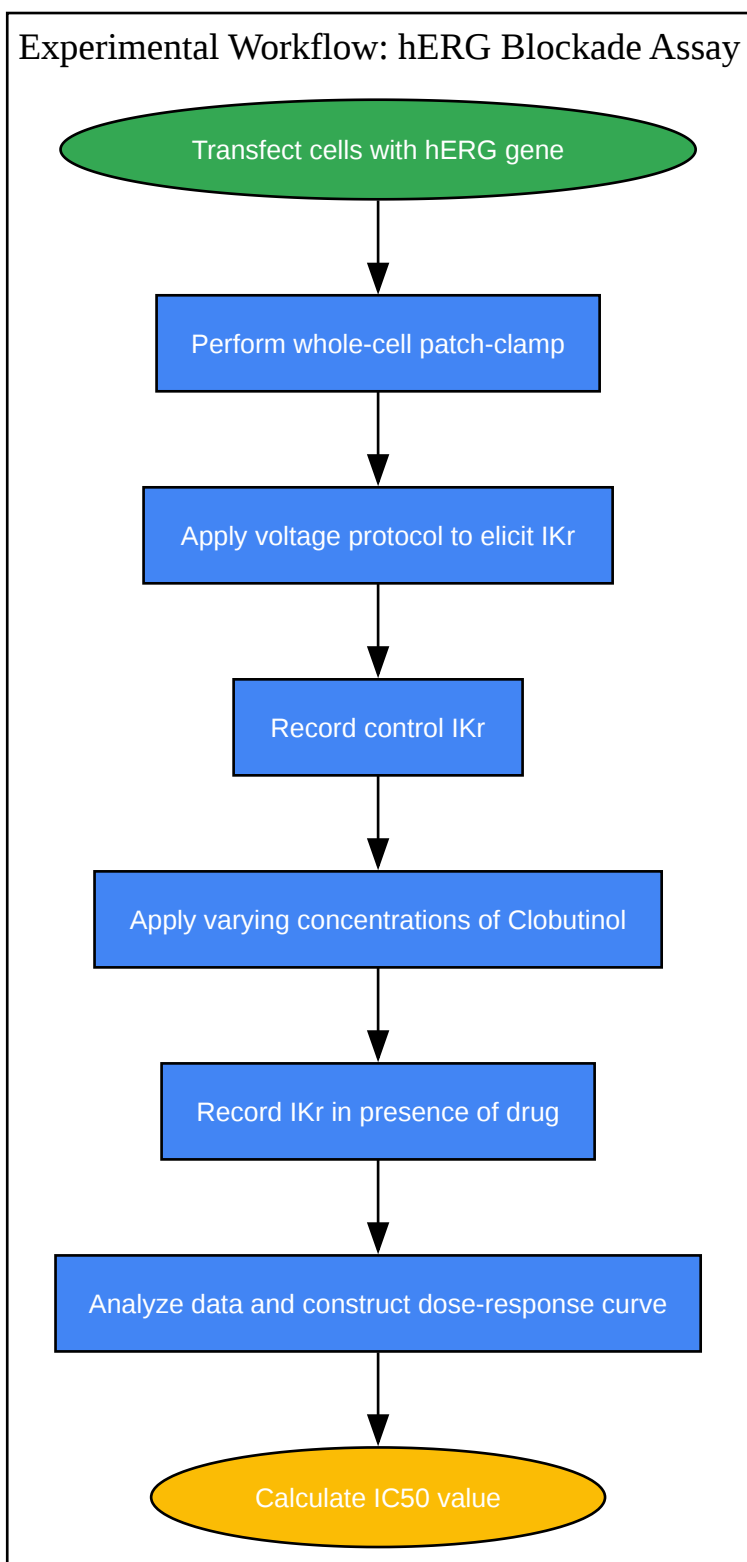 Experimental Workflow: hERG Blockade Assay
Transfect cells with hERG gene
Perform whole-cell patch-clamp
Apply voltage protocol to elicit IKr
Record control IKr
Apply varying concentrations of Clobutinol
Record IKr in presence of drug
Analyze data and construct dose-response curve
Calculate IC50 value